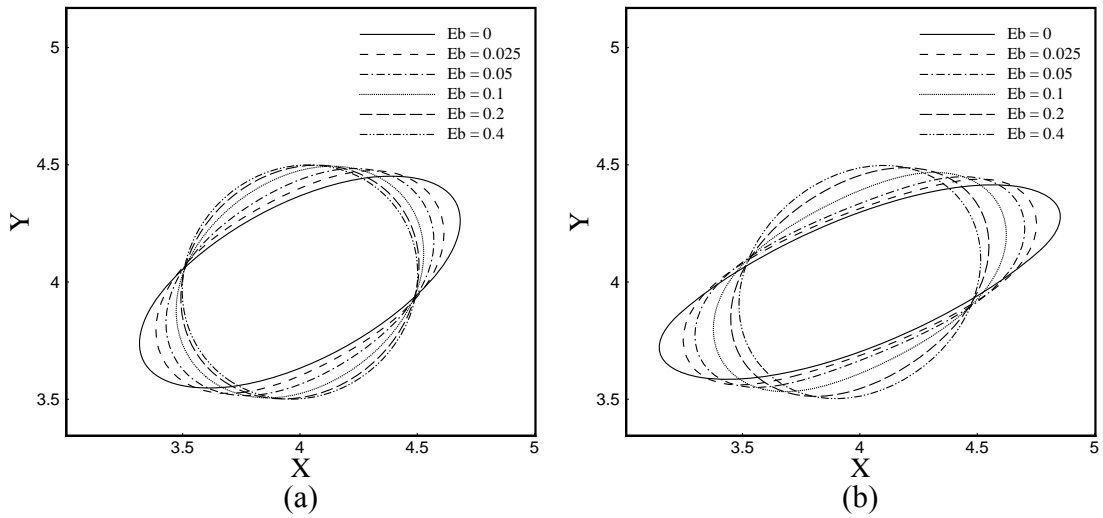 Eb = 0
Eb = 0.025
Eb = 0.05
Eb = 0.1
Eb = 0.2
Eb = 0.4
5
4.5
4
3.5
Y
3.5 4 4.5 5
X
(a)
Eb = 0
Eb = 0.025
Eb = 0.05
Eb = 0.1
Eb = 0.2
Eb = 0.4
5
4.5
4
3.5
Y
3.5 4 4.5 5
X
(b)